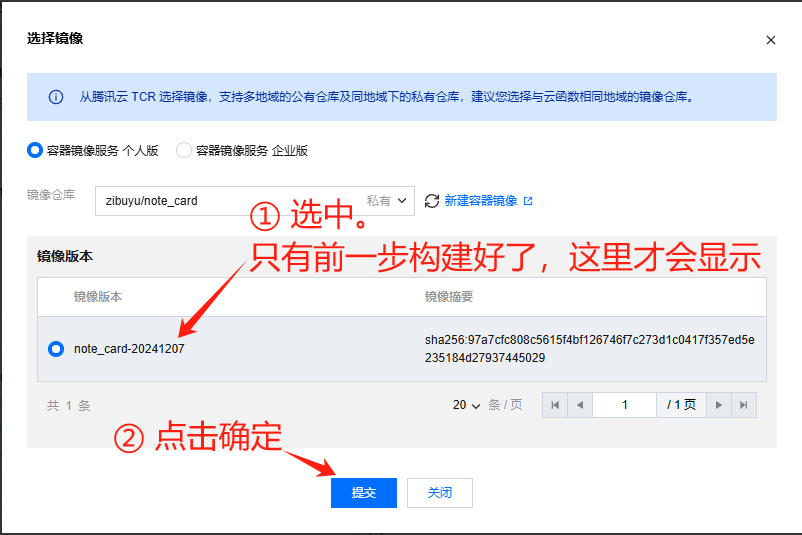 选择镜像
从腾讯云 TCR 选择镜像，支持多地域的公有仓库及同地域下的私有仓库，建议您选择与云函数相同地域的镜像仓库。
容器镜像服务 个人版 容器镜像服务 企业版
镜像仓库 zibuyu/note_card 私有 新建容器镜像
① 选中。
只有前一步构建好了，这里才会显示
镜像版本
镜像版本 镜像摘要
note_card-20241207 sha256:97a7cfc808c5615f4bf126746f7c273d1c0417f357ed5e
235184d27937445029
共 1 条 20 条 / 页 1 / 1 页
② 点击确定
提交 关闭